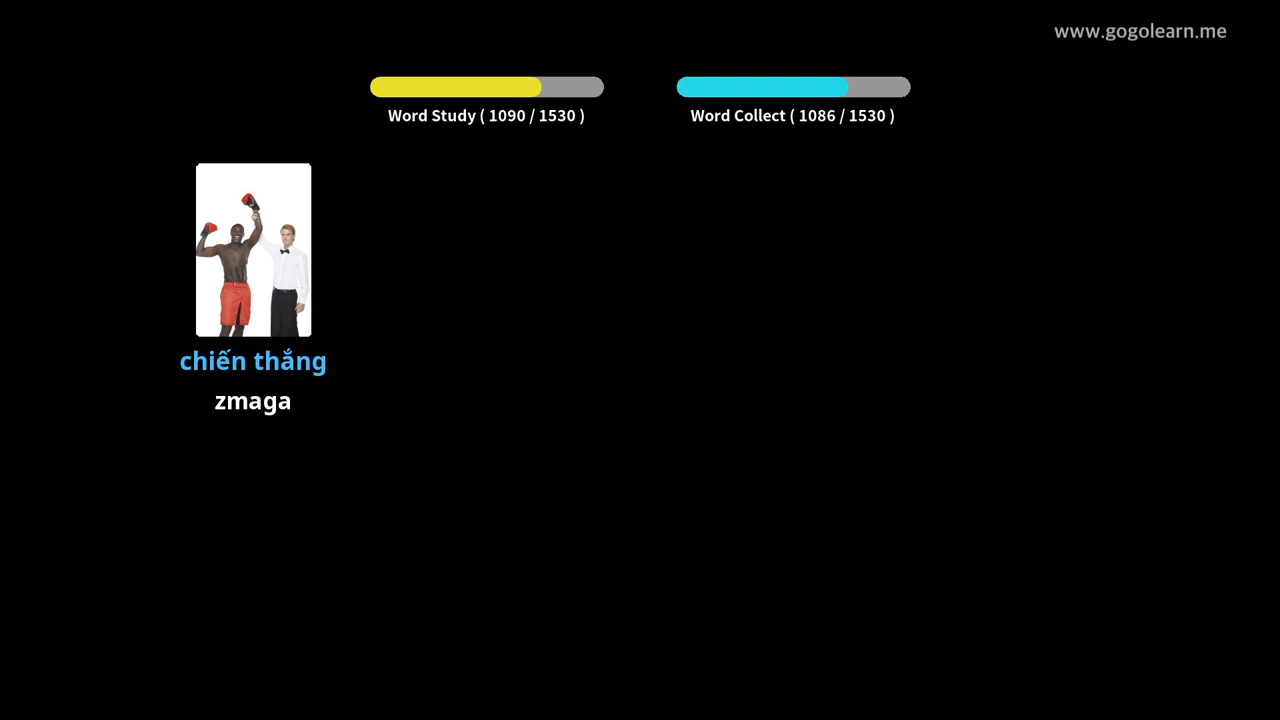 www.gogolearn.me
Word Study ( 1090 / 1530 )
Word Collect ( 1086 / 1530 )
chiến thắng
zmaga